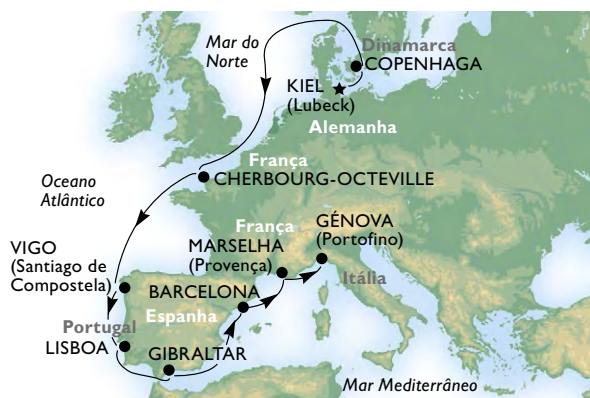 Mar do
Norte
Dinamarca
COPENHAGA
KIEL
(Lubeck)
Alemanha
França
CHERBOURG-OCTEVILLE
Oceano
Atlântico
França
GÉNOVA
(Portofino)
MARSELHA
(Provença)
VIGO
(Santiago de
Compostela)
Itália
BARCELONA
Espanha
Portugal
LISBOA
GIBRALTAR
Mar Mediterrâneo